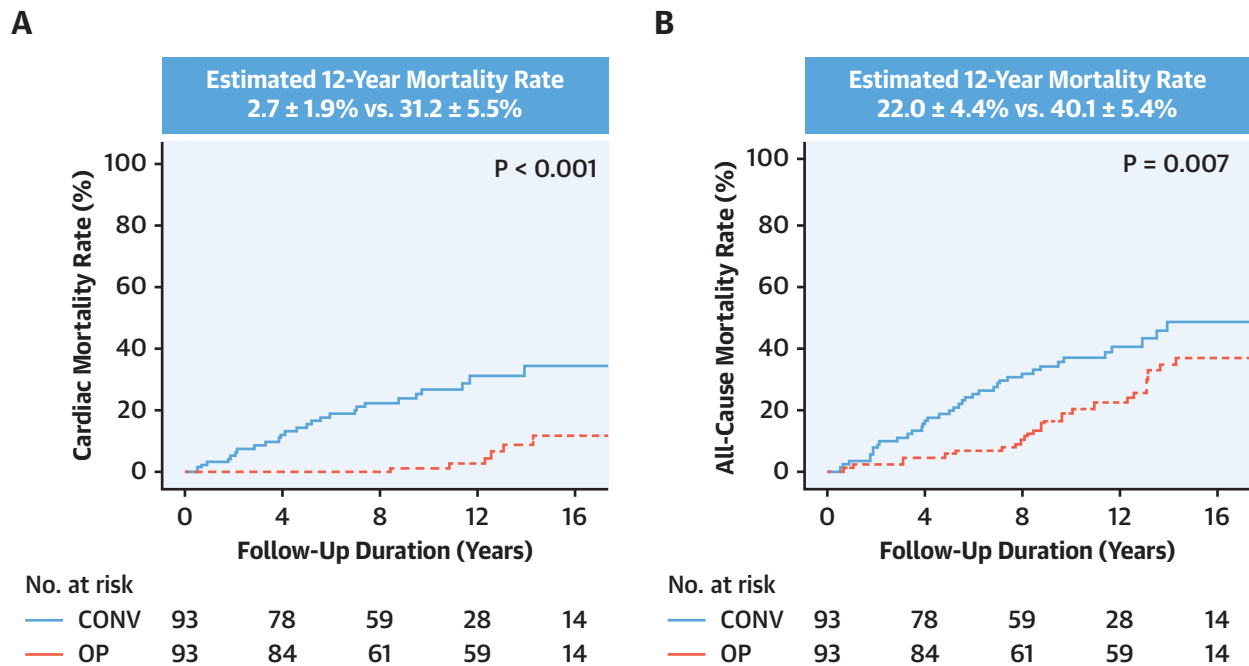 A
Estimated 12-Year Mortality Rate
2.7 ± 1.9% vs. 31.2 ± 5.5%
P < 0.001
Cardiac Mortality Rate (%)
100
80
60
40
20
0
0 4 8 12 16
Follow-Up Duration (Years)
No. at risk
CONV 93 78 59 28 14
OP 93 84 61 59 14
B
Estimated 12-Year Mortality Rate
22.0 ± 4.4% vs. 40.1 ± 5.4%
P = 0.007
All-Cause Mortality Rate (%)
100
80
60
40
20
0
0 4 8 12 16
Follow-Up Duration (Years)
No. at risk
CONV 93 78 59 28 14
OP 93 84 61 59 14